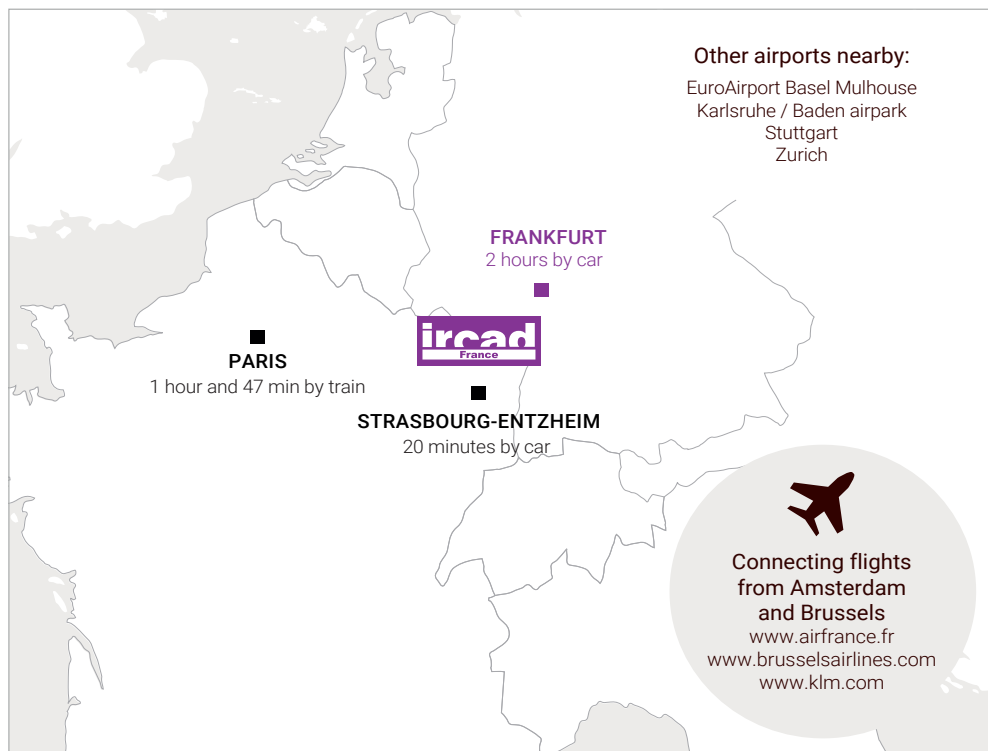 Other airports nearby:
EuroAirport Basel Mulhouse
Karlsruhe / Baden airpark
Stuttgart
Zurich
FRANKFURT
2 hours by car
ircad
France
PARIS
1 hour and 47 min by train
STRASBOURG-ENTZHEIM
20 minutes by car
Connecting flights
from Amsterdam
and Brussels
www.airfrance.fr
www.brusselsairlines.com
www.klm.com